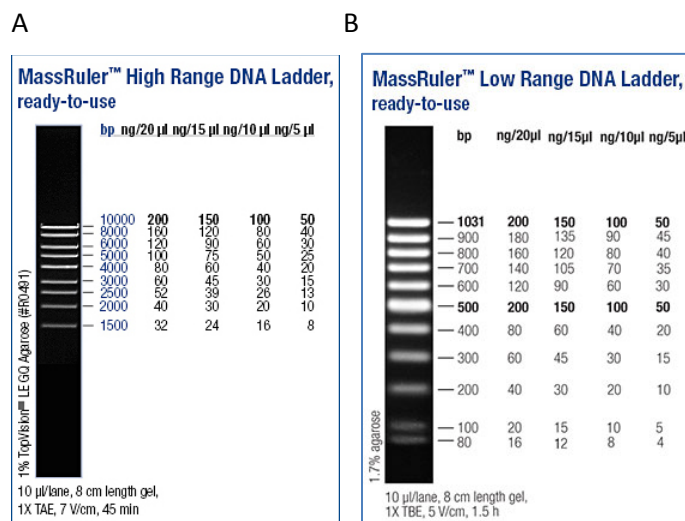 A
MassRuler™ High Range DNA Ladder,
ready-to-use
bp ng/20 µl ng/15 µl ng/10 µl ng/5 µl
10000 200 150 100 50
8000 160 120 80 40
6000 120 90 60 30
5000 100 75 50 25
4000 80 60 40 20
3000 60 45 30 15
2500 52 39 26 13
2000 40 30 20 10
1500 32 24 16 8
1% TopVision™ LE GQ Agarose (#R0491)
10 µl/lane, 8 cm length gel,
1X TAE, 7 V/cm, 45 min
B
MassRuler™ Low Range DNA Ladder,
ready-to-use
bp ng/20µl ng/15µl ng/10µl ng/5µl
1031 200 150 100 50
900 180 135 90 45
800 160 120 80 40
700 140 105 70 35
600 120 90 60 30
500 200 150 100 50
400 80 60 40 20
300 60 45 30 15
200 40 30 20 10
100 20 15 10 5
80 16 12 8 4
1.7% agarose
10 µl/lane, 8 cm length gel,
1X TBE, 5 V/cm, 1.5 h